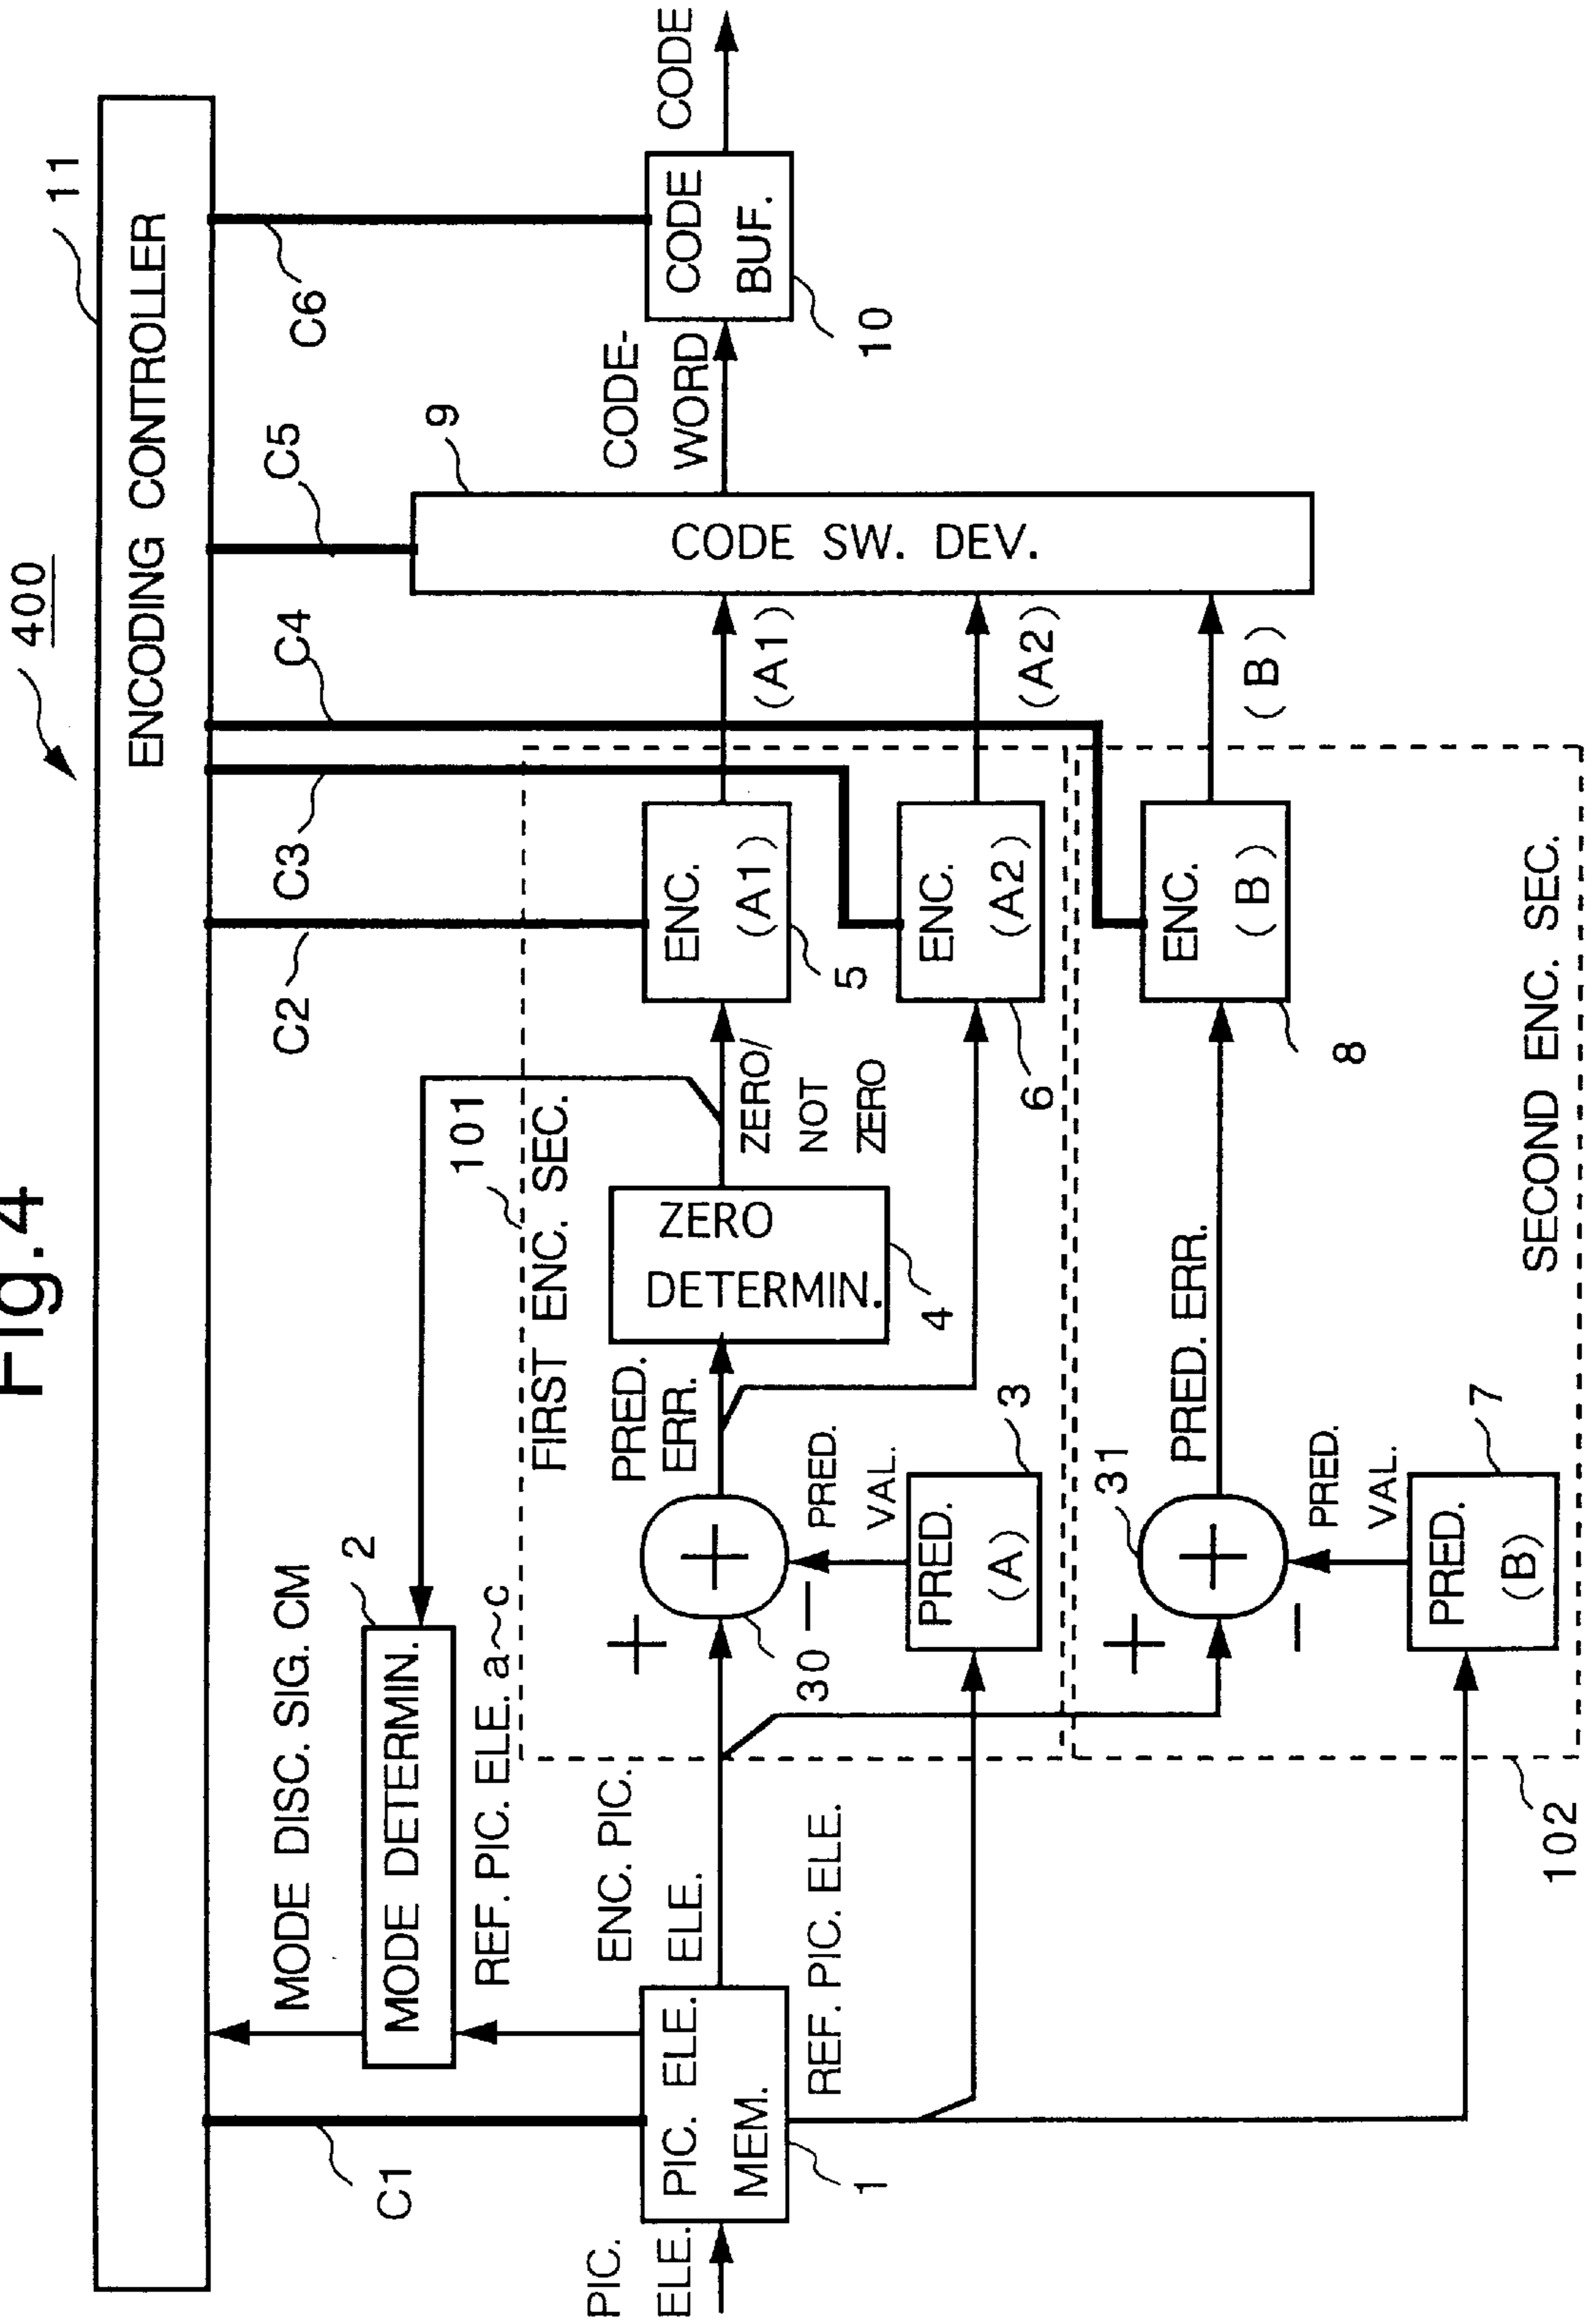 Fig.4
400
11
ENCODING CONTROLLER
C1
MODE DISC. SIG. CM
2
MODE DETERMIN.
REF. PIC. ELE. a~c
C2
C3
C4
C5
C6
101
FIRST ENC. SEC.
PIC.
ELE.
PIC. ELE.
MEM.
1
ENC. PIC.
ELE.
REF. PIC. ELE.
+
+
30
−
PRED.
ERR.
PRED.
VAL.
PRED.
(A)
3
ZERO
DETERMIN.
4
ZERO/
NOT
ZERO
ENC.
(A1)
5
ENC.
(A2)
6
(A1)
(A2)
(B)
9
CODE SW. DEV.
CODE-
WORD
CODE
BUF.
10
CODE
+
+
31
−
PRED. ERR.
PRED.
VAL.
PRED.
(B)
7
ENC.
(B)
8
SECOND ENC. SEC.
102